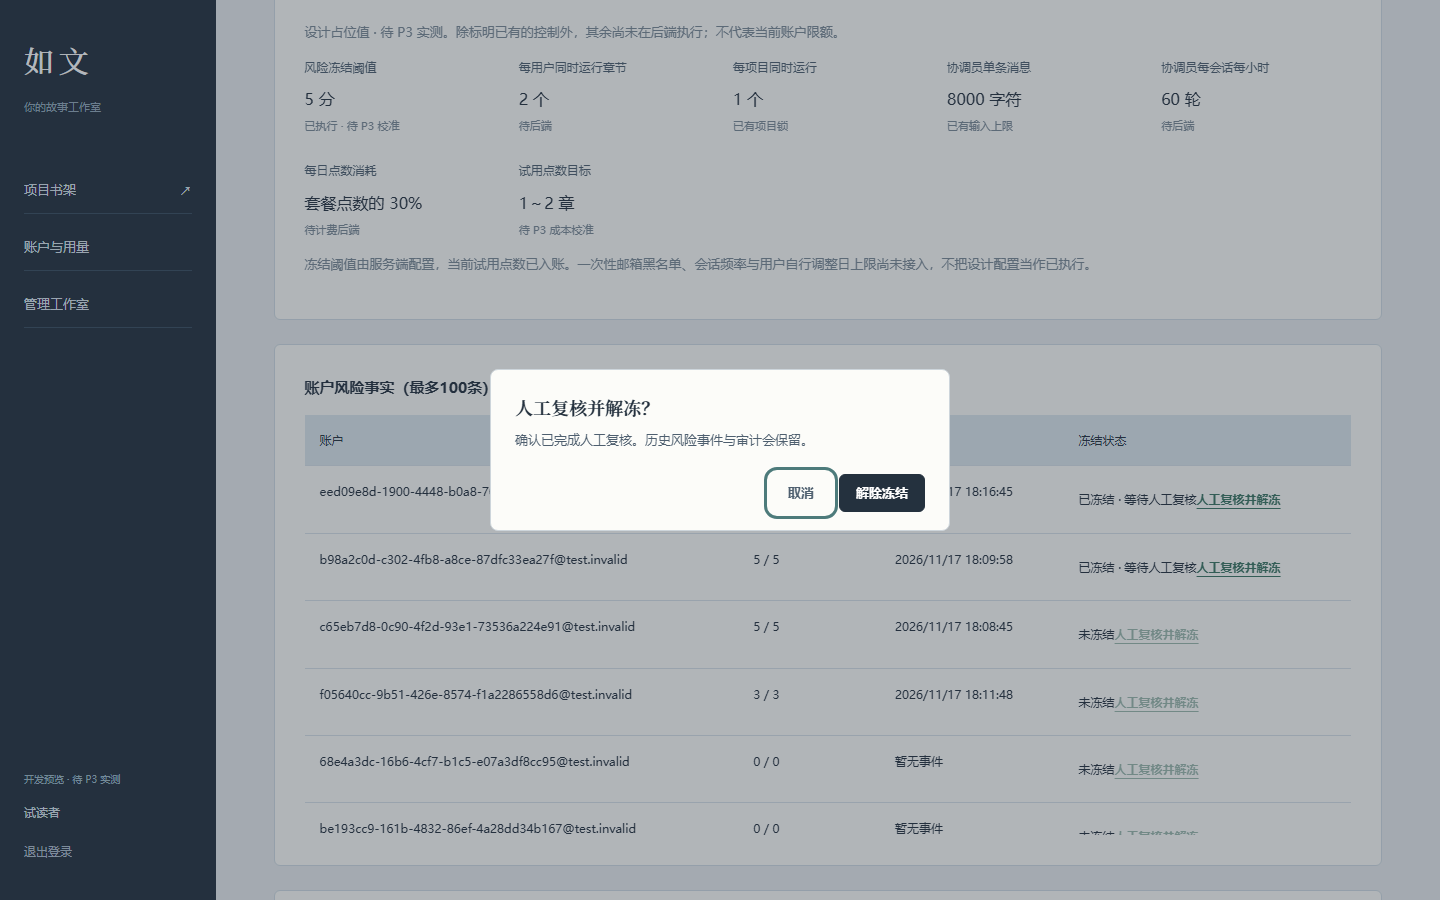 如文
你的故事工作室
项目书架 ↗
账户与用量
管理工作室
开发预览 · 待 P3 实测
试读者
退出登录
设计占位值 · 待 P3 实测。除标明已有的控制外，其余尚未在后端执行；不代表当前账户限额。
风险冻结阈值
5 分
已执行 · 待 P3 校准
每用户同时运行章节
2 个
待后端
每项目同时运行
1 个
已有项目锁
协调员单条消息
8000 字符
已有输入上限
协调员每会话每小时
60 轮
待后端
每日点数消耗
套餐点数的 30%
待计费后端
试用点数目标
1~2 章
待 P3 成本校准
冻结阈值由服务端配置，当前试用点数已入账。一次性邮箱黑名单、会话频率与用户自行调整日上限尚未接入，不把设计配置当作已执行。
账户风险事实（最多100条）
账户 冻结状态
eed09e8d-1900-4448-b0a8-7 17 18:16:45 已冻结 · 等待人工复核人工复核并解冻
b98a2c0d-c302-4fb8-a8ce-87dfc33ea27f@test.invalid 5 / 5 2026/11/17 18:09:58 已冻结 · 等待人工复核人工复核并解冻
c65eb7d8-0c90-4f2d-93e1-73536a224e91@test.invalid 5 / 5 2026/11/17 18:08:45 未冻结人工复核并解冻
f05640cc-9b51-426e-8574-f1a2286558d6@test.invalid 3 / 3 2026/11/17 18:11:48 未冻结人工复核并解冻
68e4a3dc-16b6-4cf7-b1c5-e07a3df8cc95@test.invalid 0 / 0 暂无事件 未冻结人工复核并解冻
be193cc9-161b-4832-86ef-4a28dd34b167@test.invalid 0 / 0 暂无事件
人工复核并解冻？
确认已完成人工复核。历史风险事件与审计会保留。
取消
解除冻结